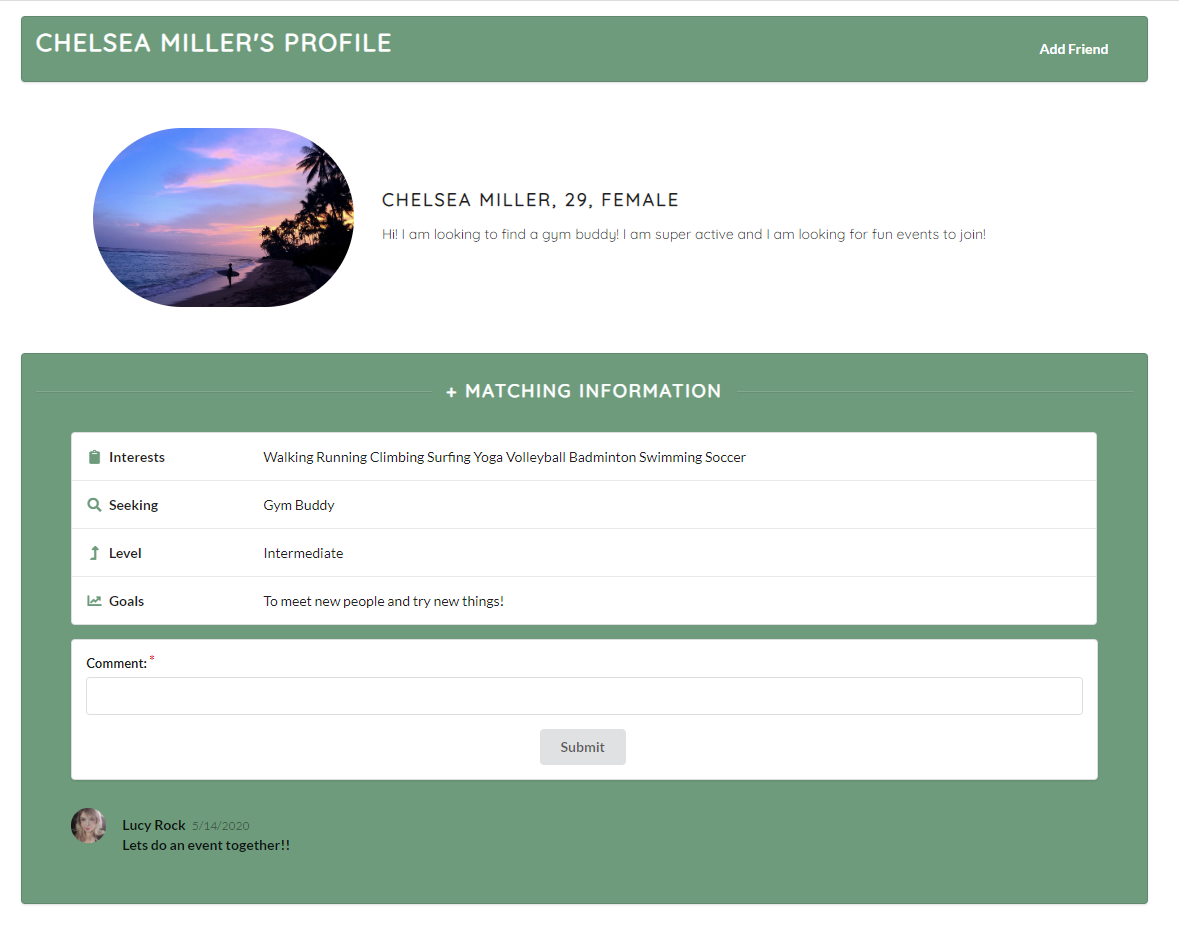 CHELSEA MILLER'S PROFILE
Add Friend
CHELSEA MILLER, 29, FEMALE
Hi! I am looking to find a gym buddy! I am super active and I am looking for fun events to join!
+ MATCHING INFORMATION
Interests Walking Running Climbing Surfing Yoga Volleyball Badminton Swimming Soccer
Seeking Gym Buddy
Level Intermediate
Goals To meet new people and try new things!
Comment: *
Submit
Lucy Rock 5/14/2020
Lets do an event together!!